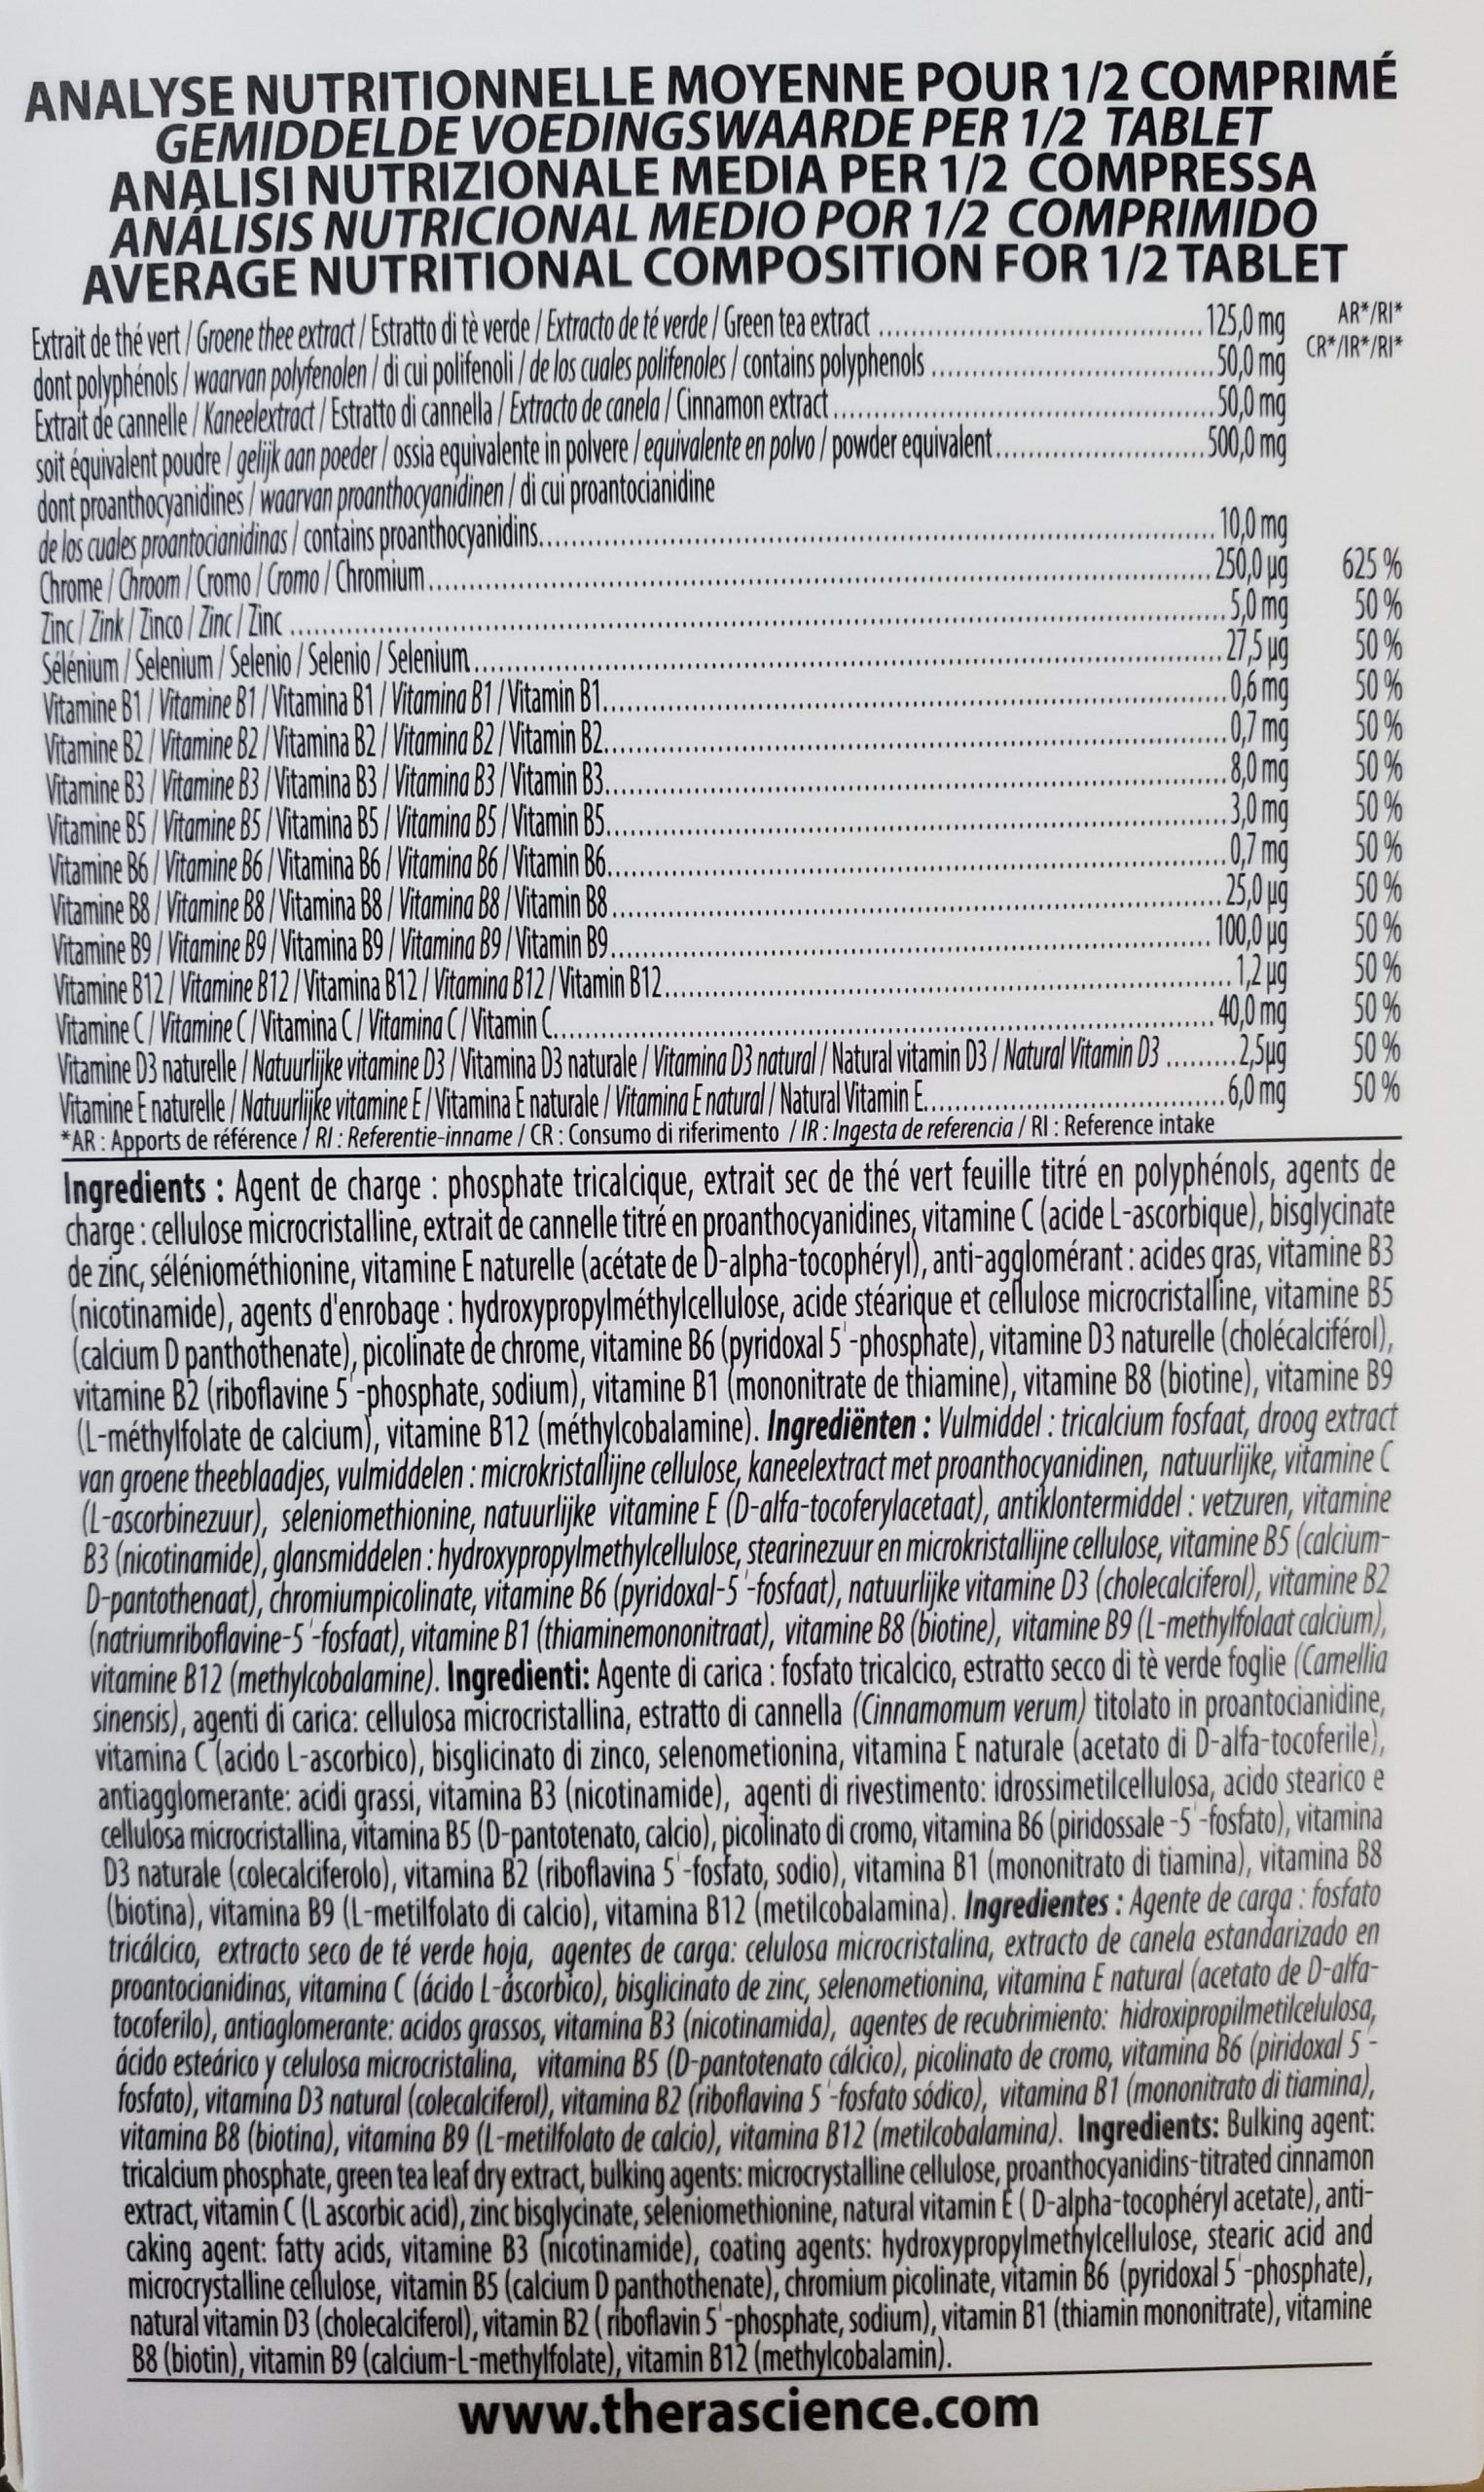 ANALYSE NUTRITIONNELLE MOYENNE POUR 1/2 COMPRIMÉ
GEMIDDELDE VOEDINGSWAARDE PER 1/2 TABLET
ANALISI NUTRIZIONALE MEDIA PER 1/2 COMPRESSA
ANÁLISIS NUTRICIONAL MEDIO POR 1/2 COMPRIMIDO
AVERAGE NUTRITIONAL COMPOSITION FOR 1/2 TABLET
AR*/RI*
CR*/IR*/RI*
Extrait de thé vert / Groene thee extract / Estratto di tè verde / Extracto de té verde / Green tea extract ........ 125,0 mg
dont polyphénols / waarvan polyfenolen / di cui polifenoli / de los cuales polifenoles / contains polyphenols ........ 50,0 mg
Extrait de cannelle / Kaneelextract / Estratto di cannella / Extracto de canela / Cinnamon extract ........ 50,0 mg
soit équivalent poudre / gelijk aan poeder / ossia equivalente in polvere / equivalente en polvo / powder equivalent ........ 500,0 mg
dont proanthocyanidines / waarvan proanthocyanidinen / di cui proantocianidine
de los cuales proantocianidinas / contains proanthocyanidins ........ 10,0 mg
Chrome / Chroom / Cromo / Cromo / Chromium ........ 250,0 µg 625 %
Zinc / Zink / Zinco / Zinc / Zinc ........ 5,0 mg 50 %
Sélénium / Selenium / Selenio / Selenio / Selenium ........ 27,5 µg 50 %
Vitamine B1 / Vitamine B1 / Vitamina B1 / Vitamina B1 / Vitamin B1 ........ 0,6 mg 50 %
Vitamine B2 / Vitamine B2 / Vitamina B2 / Vitamina B2 / Vitamin B2 ........ 0,7 mg 50 %
Vitamine B3 / Vitamine B3 / Vitamina B3 / Vitamina B3 / Vitamin B3 ........ 8,0 mg 50 %
Vitamine B5 / Vitamine B5 / Vitamina B5 / Vitamina B5 / Vitamin B5 ........ 3,0 mg 50 %
Vitamine B6 / Vitamine B6 / Vitamina B6 / Vitamina B6 / Vitamin B6 ........ 0,7 mg 50 %
Vitamine B8 / Vitamine B8 / Vitamina B8 / Vitamina B8 / Vitamin B8 ........ 25,0 µg 50 %
Vitamine B9 / Vitamine B9 / Vitamina B9 / Vitamina B9 / Vitamin B9 ........ 100,0 µg 50 %
Vitamine B12 / Vitamine B12 / Vitamina B12 / Vitamina B12 / Vitamin B12 ........ 1,2 µg 50 %
Vitamine C / Vitamine C / Vitamina C / Vitamina C / Vitamin C ........ 40,0 mg 50 %
Vitamine D3 naturelle / Natuurlijke vitamine D3 / Vitamina D3 naturale / Vitamina D3 natural / Natural vitamin D3 / Natural Vitamin D3 ........ 2,5µg 50 %
Vitamine E naturelle / Natuurlijke vitamine E / Vitamina E naturale / Vitamina E natural / Natural Vitamin E ........ 6,0 mg 50 %
*AR : Apports de référence / RI : Referentie-inname / CR : Consumo di riferimento / IR : Ingesta de referencia / RI : Reference intake
Ingredients : Agent de charge : phosphate tricalcique, extrait sec de thé vert feuille titré en polyphénols, agents de
charge : cellulose microcristalline, extrait de cannelle titré en proanthocyanidines, vitamine C (acide L-ascorbique), bisglycinate
de zinc, séléniométhionine, vitamine E naturelle (acétate de D-alpha-tocophéryl), anti-agglomérant : acides gras, vitamine B3
(nicotinamide), agents d'enrobage : hydroxypropylméthylcellulose, acide stéarique et cellulose microcristalline, vitamine B5
(calcium D panthothenate), picolinate de chrome, vitamine B6 (pyridoxal 5'-phosphate), vitamine D3 naturelle (cholécalciférol),
vitamine B2 (riboflavine 5'-phosphate, sodium), vitamine B1 (mononitrate de thiamine), vitamine B8 (biotine), vitamine B9
(L-méthylfolate de calcium), vitamine B12 (méthylcobalamine). Ingrediënten : Vulmiddel : tricalcium fosfaat, droog extract
van groene theeblaadjes, vulmiddelen : microkristallijne cellulose, kaneelextract met proanthocyanidinen, natuurlijke, vitamine C
(L-ascorbinezuur), seleniomethionine, natuurlijke vitamine E (D-alfa-tocoferylacetaat), antiklontermiddel : vetzuren, vitamine
B3 (nicotinamide), glansmiddelen : hydroxypropylmethylcellulose, stearinezuur en microkristallijne cellulose, vitamine B5 (calcium-
D-pantothenaat), chromiumpicolinate, vitamine B6 (pyridoxal-5'-fosfaat), natuurlijke vitamine D3 (cholecalciferol), vitamine B2
(natriumriboflavine-5'-fosfaat), vitamine B1 (thiaminemononitraat), vitamine B8 (biotine), vitamine B9 (L-methylfolaat calcium),
vitamine B12 (methylcobalamine). Ingredienti: Agente di carica : fosfato tricalcico, estratto secco di tè verde foglie (Camellia
sinensis), agenti di carica: cellulosa microcristallina, estratto di cannella (Cinnamomum verum) titolato in proantocianidine,
vitamina C (acido L-ascorbico), bisglicinato di zinco, selenometionina, vitamina E naturale (acetato di D-alfa-tocoferile),
antiagglomerante: acidi grassi, vitamina B3 (nicotinamide), agenti di rivestimento: idrossimetilcellulosa, acido stearico e
cellulosa microcristallina, vitamina B5 (D-pantotenato, calcio), picolinato di cromo, vitamina B6 (piridossale -5'-fosfato), vitamina
D3 naturale (colecalciferolo), vitamina B2 (riboflavina 5'-fosfato, sodio), vitamina B1 (mononitrato di tiamina), vitamina B8
(biotina), vitamina B9 (L-metilfolato di calcio), vitamina B12 (metilcobalamina). Ingredientes : Agente de carga : fosfato
tricálcico, extracto seco de té verde hoja, agentes de carga: celulosa microcristalina, extracto de canela estandarizado en
proantocianidinas, vitamina C (ácido L-áscorbico), bisglicinato de zinc, selenometionina, vitamina E natural (acetato de D-alfa-
tocoferilo), antiaglomerante: acidos grassos, vitamina B3 (nicotinamida), agentes de recubrimiento: hidroxipropilmetilcelulosa,
ácido esteárico y celulosa microcristalina, vitamina B5 (D-pantotenato cálcico), picolinato de cromo, vitamina B6 (piridoxal 5'-
fosfato), vitamina D3 natural (colecalciferol), vitamina B2 (riboflavina 5'-fosfato sódico), vitamina B1 (mononitrato di tiamina),
vitamina B8 (biotina), vitamina B9 (L-metilfolato de calcio), vitamina B12 (metilcobalamina). Ingredients: Bulking agent:
tricalcium phosphate, green tea leaf dry extract, bulking agents: microcrystalline cellulose, proanthocyanidins-titrated cinnamon
extract, vitamin C (L ascorbic acid), zinc bisglycinate, seleniomethionine, natural vitamin E ( D-alpha-tocophéryl acetate), anti-
caking agent: fatty acids, vitamine B3 (nicotinamide), coating agents: hydroxypropylmethylcellulose, stearic acid and
microcrystalline cellulose, vitamin B5 (calcium D panthothenate), chromium picolinate, vitamin B6 (pyridoxal 5'-phosphate),
natural vitamin D3 (cholecalciferol), vitamin B2 ( riboflavin 5'-phosphate, sodium), vitamin B1 (thiamin mononitrate), vitamine
B8 (biotin), vitamin B9 (calcium-L-methylfolate), vitamin B12 (methylcobalamin).
www.therascience.com